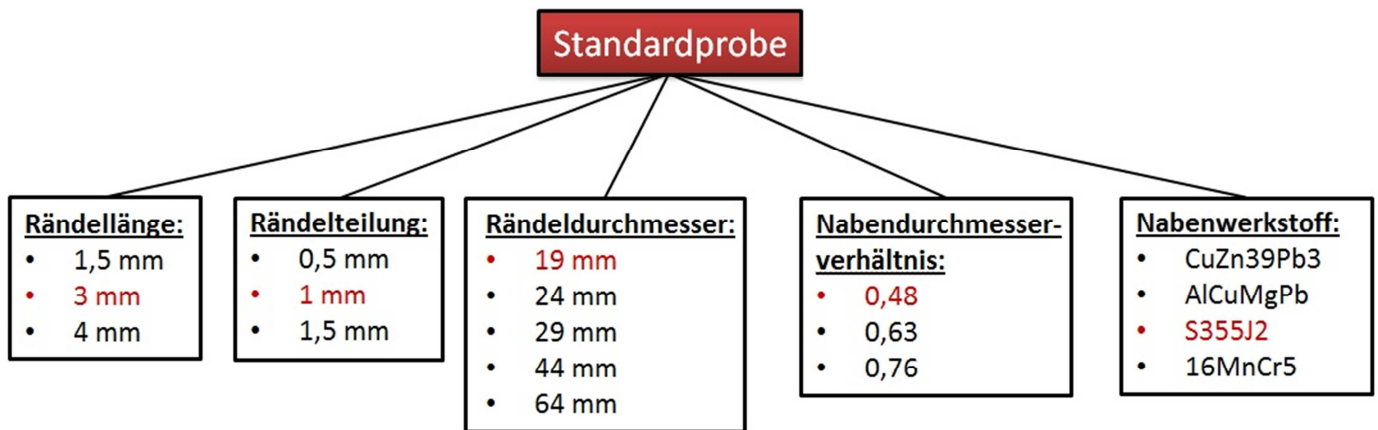 Standardprobe
Rändellänge:
• 1,5 mm
• 3 mm
• 4 mm
Rändelteilung:
• 0,5 mm
• 1 mm
• 1,5 mm
Rändeldurchmesser:
• 19 mm
• 24 mm
• 29 mm
• 44 mm
• 64 mm
Nabendurchmesser-
verhältnis:
• 0,48
• 0,63
• 0,76
Nabenwerkstoff:
• CuZn39Pb3
• AlCuMgPb
• S355J2
• 16MnCr5